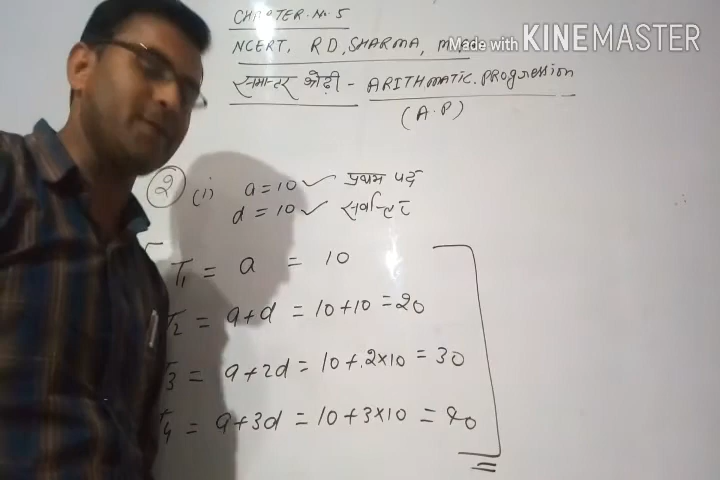 CHAPTER. No. 5
Made with KINEMASTER
NCERT, R D, SHARMA,
समान्तर श्रेढ़ी - ARITHMATIC. PROGRESSION
(A.P)
② (i) a = 10 ✓ प्रथम पद
d = 10 ✓ सर्वान्तर
T₁ = a = 10
T₂ = a+d = 10+10 = 20
T₃ = a+2d = 10+2×10 = 30
T₄ = a+3d = 10+3×10 = 40